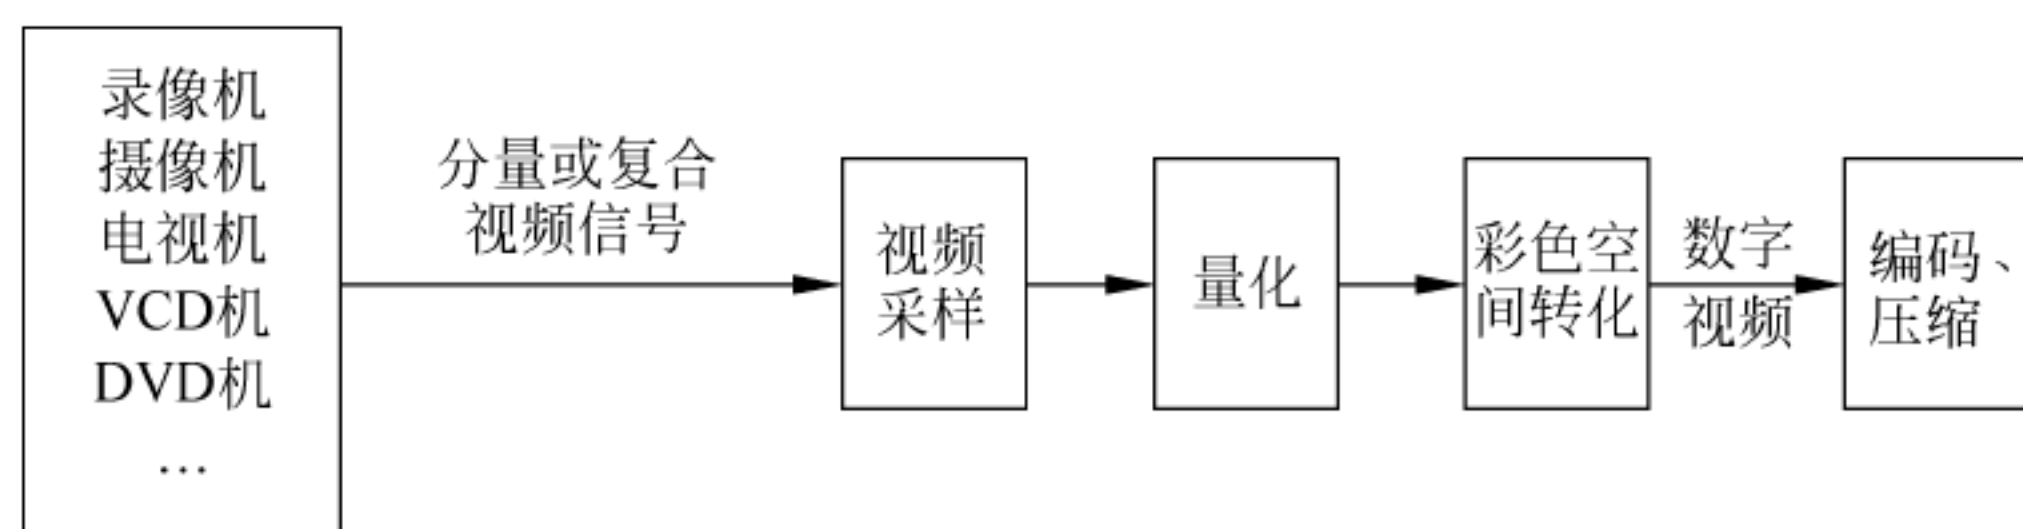 录像机
摄像机
电视机
VCD机
DVD机
…
分量或复合
视频信号
视频
采样
量化
彩色空
间转化
数字
视频
编码、
压缩